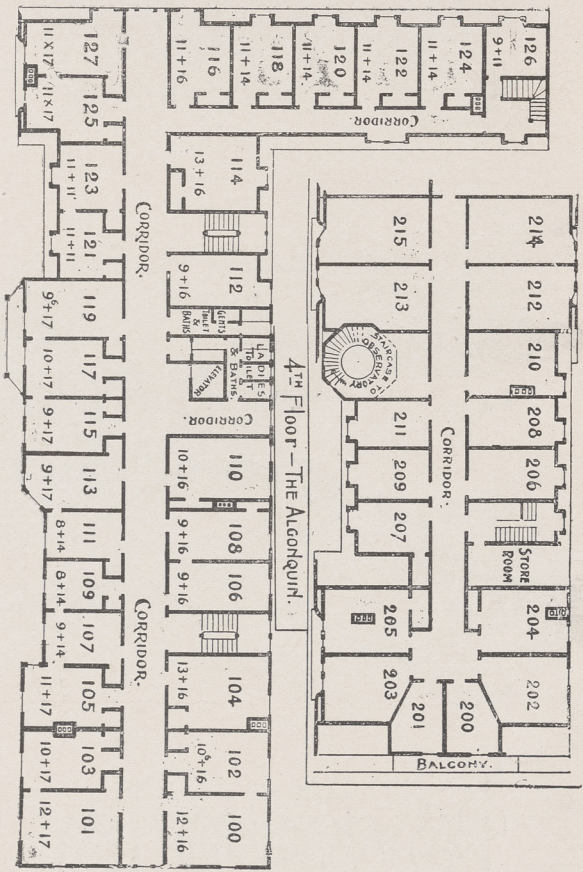 4TH FLOOR – THE ALGONQUIN.
127
11 X 17
125
11 X 17
123
11 + 11
121
11 + 11
119
9⁶ + 17
117
10 + 17
115
9 + 17
113
9 + 17
111
8 + 14
109
8 + 14
107
9 + 14
105
11 + 17
103
10 + 17
101
12 + 17
CORRIDOR.
CORRIDOR.
116
11 + 16
118
11 + 14
120
11 + 14
122
11 + 14
124
11 + 14
126
9 + 11
CORRIDOR
114
13 + 16
112
9 + 16
GENTS
TOILET
&
BATHS
LADIES
TOILET
& BATHS.
ELEVATOR
CORRIDOR.
110
10 + 16
108
9 + 16
106
9 + 16
104
13 + 16
102
10⁶ + 16
100
12 + 16
215
214
213
212
STAIRCASE TO
OBSERVATORY
210
211
208
209
206
207
CORRIDOR.
STORE
ROOM
205
204
203
202
201
200
BALCONY.